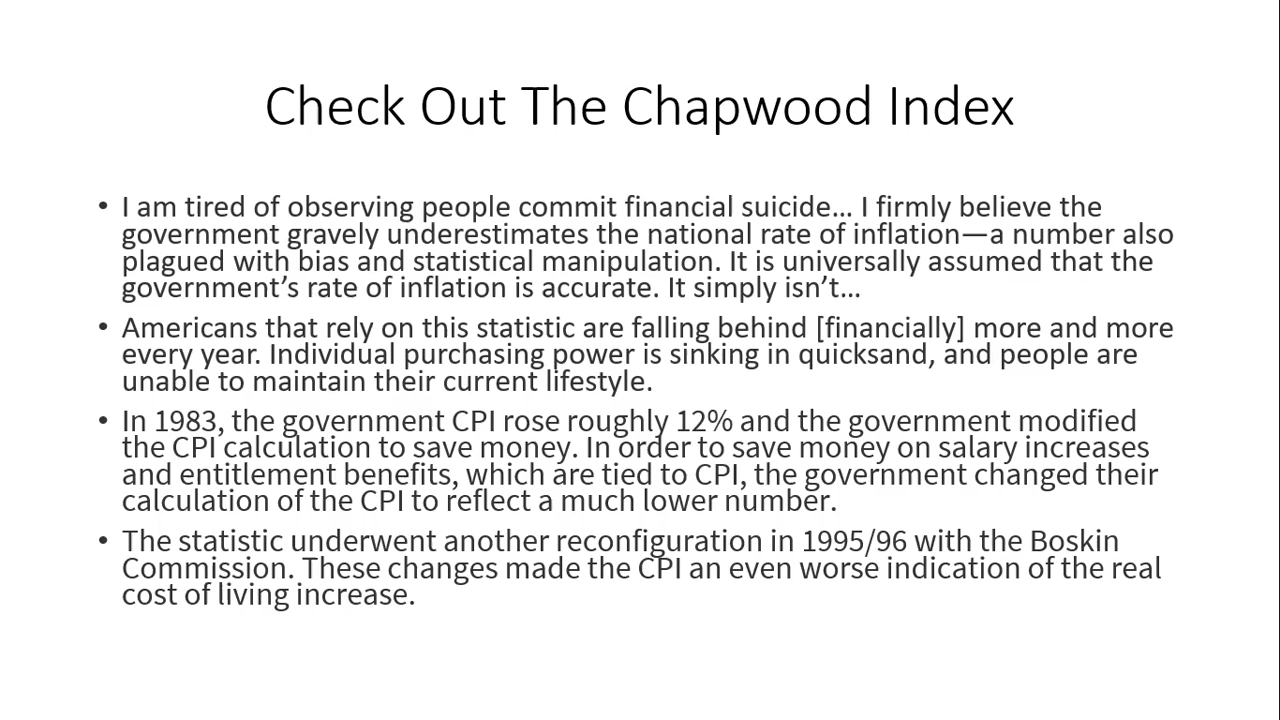 Check Out The Chapwood Index
• I am tired of observing people commit financial suicide… I firmly believe the
government gravely underestimates the national rate of inflation—a number also
plagued with bias and statistical manipulation. It is universally assumed that the
government’s rate of inflation is accurate. It simply isn’t…
• Americans that rely on this statistic are falling behind [financially] more and more
every year. Individual purchasing power is sinking in quicksand, and people are
unable to maintain their current lifestyle.
• In 1983, the government CPI rose roughly 12% and the government modified
the CPI calculation to save money. In order to save money on salary increases
and entitlement benefits, which are tied to CPI, the government changed their
calculation of the CPI to reflect a much lower number.
• The statistic underwent another reconfiguration in 1995/96 with the Boskin
Commission. These changes made the CPI an even worse indication of the real
cost of living increase.